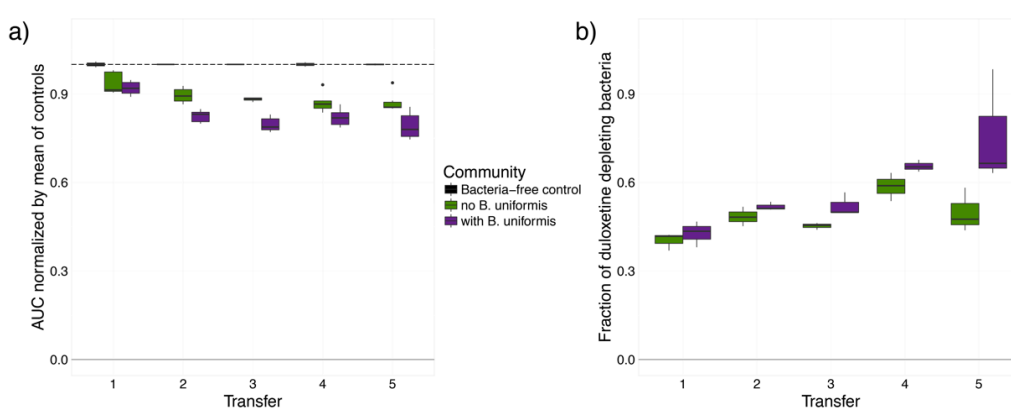 a)
AUC normalized by mean of controls
0.9
0.6
0.3
0.0
1 2 3 4 5
Transfer
Community
Bacteria-free control
no B. uniformis
with B. uniformis
b)
Fraction of duloxetine depleting bacteria
0.9
0.6
0.3
0.0
1 2 3 4 5
Transfer